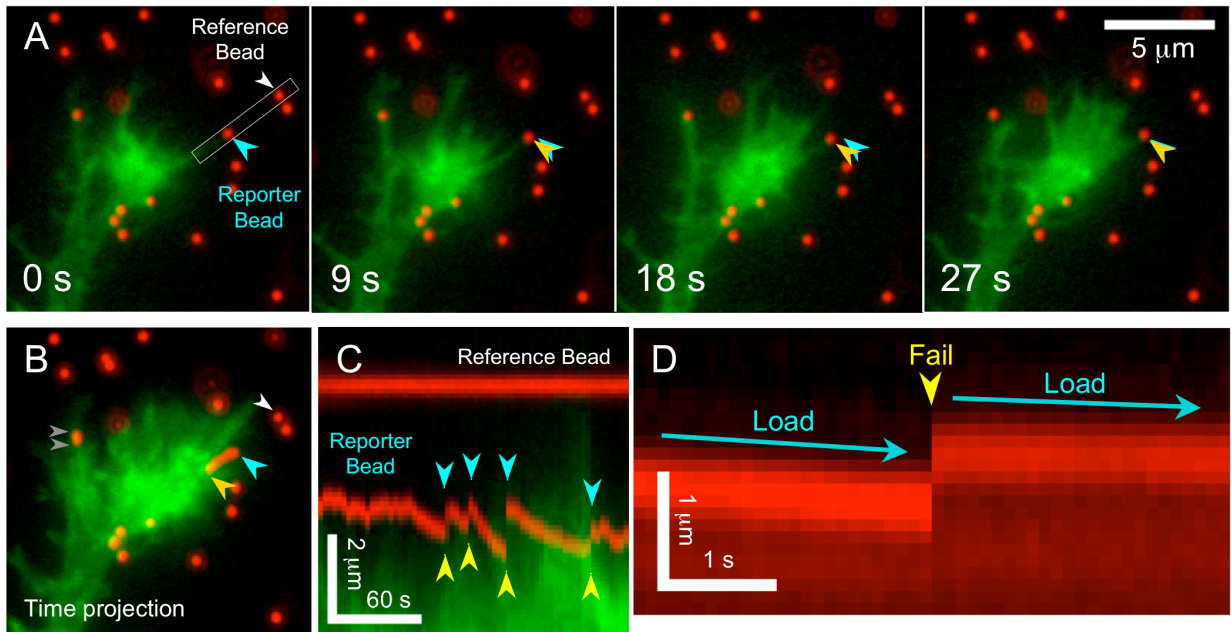 A
Reference
Bead
Reporter
Bead
0 s
9 s
18 s
27 s
5 μm
B
Time projection
C
Reference Bead
Reporter
Bead
2 μm
60 s
D
Fail
Load
Load
1 μm
1 s